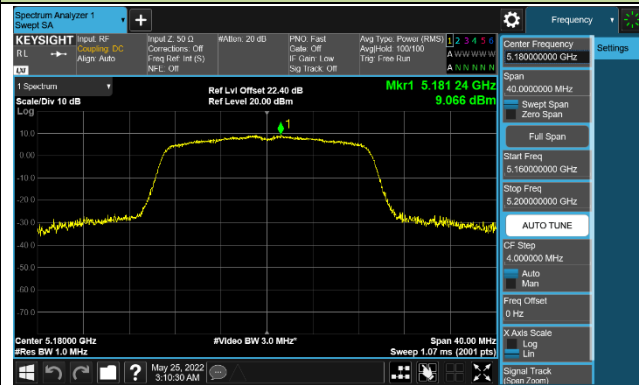 Spectrum Analyzer 1
Swept SA
Frequency
KEYSIGHT
RL
LXI
Input: RF
Coupling: DC
Align: Auto
Input Z: 50 Ω
Corrections: Off
Freq Ref: Int (S)
NFE: Off
#Atten: 20 dB
PNO: Fast
Gate: Off
IF Gain: Low
Sig Track: Off
Avg Type: Power (RMS)
Avg|Hold: 100/100
Trig: Free Run
1 2 3 4 5 6
A W W W W W
A N N N N N
1 Spectrum
Scale/Div 10 dB
Log
Ref Lvl Offset 22.40 dB
Ref Level 20.00 dBm
Mkr1 5.181 24 GHz
9.066 dBm
1
10.0
0.00
-10.0
-20.0
-30.0
-40.0
-50.0
-60.0
-70.0
Center 5.18000 GHz
#Res BW 1.0 MHz
#Video BW 3.0 MHz*
Span 40.00 MHz
Sweep 1.07 ms (2001 pts)
May 25, 2022
3:10:30 AM
Settings
Center Frequency
5.180000000 GHz
Span
40.0000000 MHz
Swept Span
Zero Span
Full Span
Start Freq
5.160000000 GHz
Stop Freq
5.200000000 GHz
AUTO TUNE
CF Step
4.000000 MHz
Auto
Man
Freq Offset
0 Hz
X Axis Scale
Log
Lin
Signal Track
(Span Zoom)